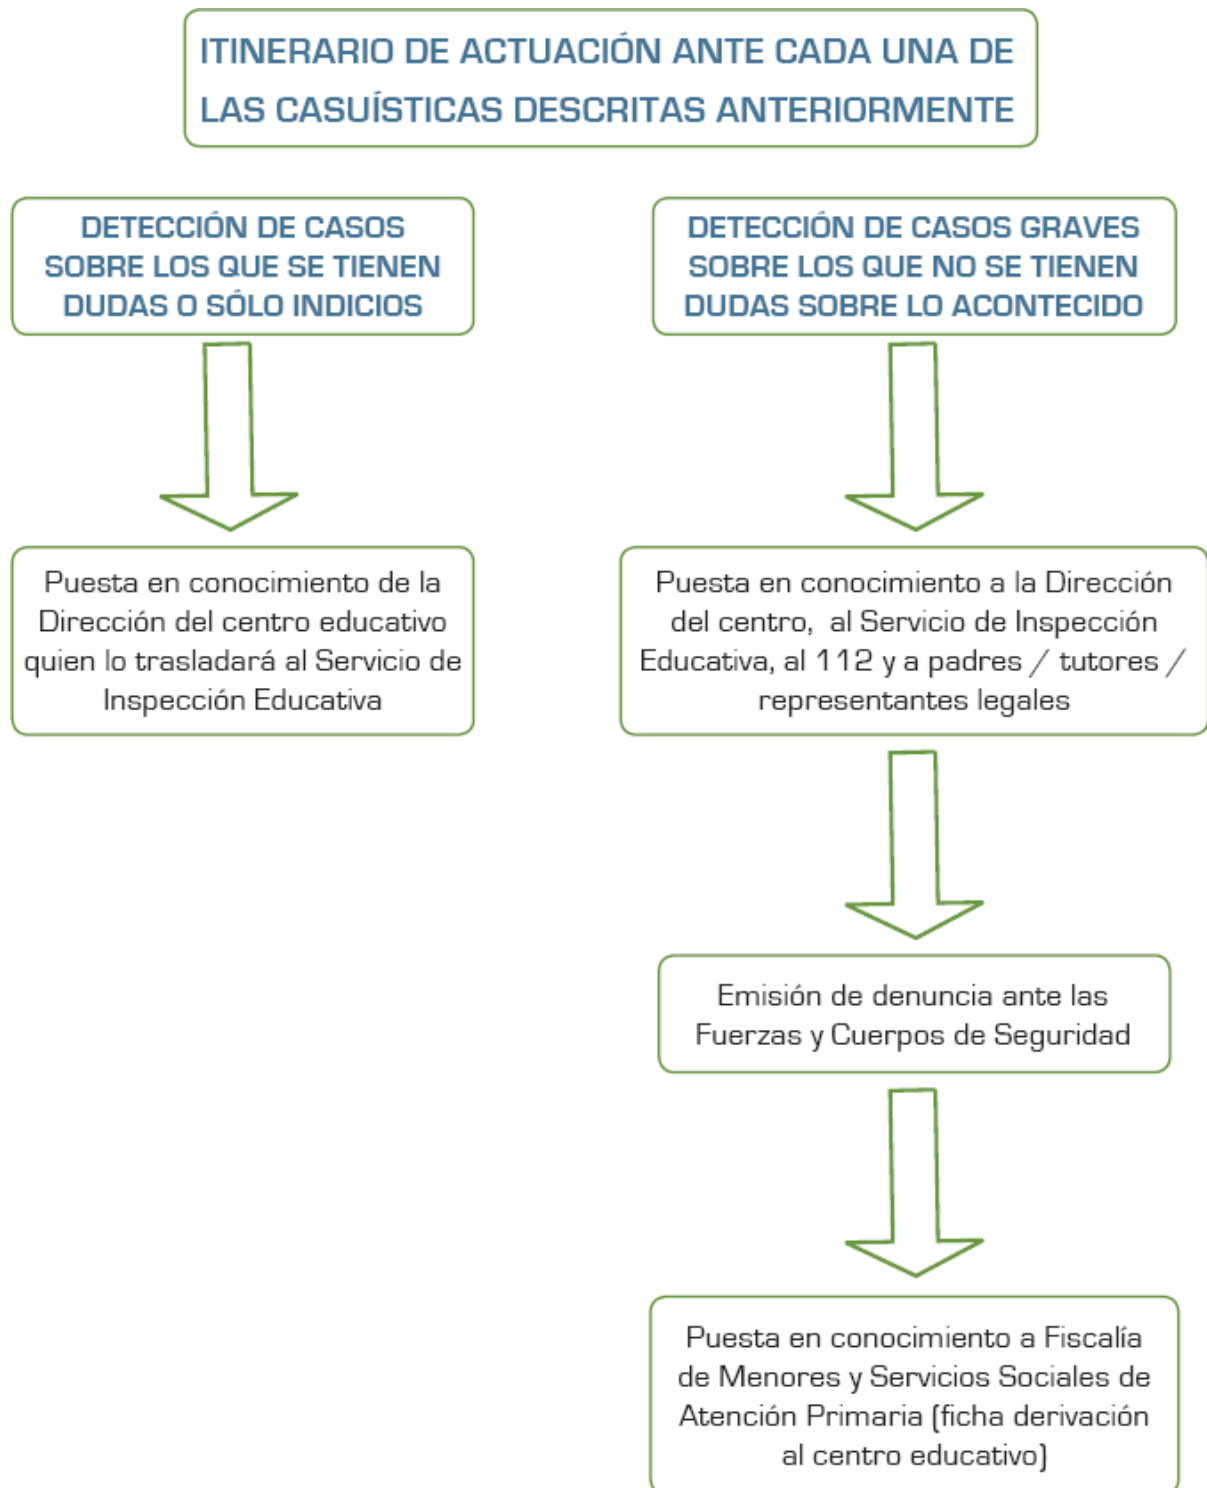 ITINERARIO DE ACTUACIÓN ANTE CADA UNA DE
LAS CASUÍSTICAS DESCRITAS ANTERIORMENTE
DETECCIÓN DE CASOS
SOBRE LOS QUE SE TIENEN
DUDAS O SÓLO INDICIOS
Puesta en conocimiento de la
Dirección del centro educativo
quien lo trasladará al Servicio de
Inspección Educativa
DETECCIÓN DE CASOS GRAVES
SOBRE LOS QUE NO SE TIENEN
DUDAS SOBRE LO ACONTECIDO
Puesta en conocimiento a la Dirección
del centro, al Servicio de Inspección
Educativa, al 112 y a padres / tutores /
representantes legales
Emisión de denuncia ante las
Fuerzas y Cuerpos de Seguridad
Puesta en conocimiento a Fiscalía
de Menores y Servicios Sociales de
Atención Primaria (ficha derivación
al centro educativo)